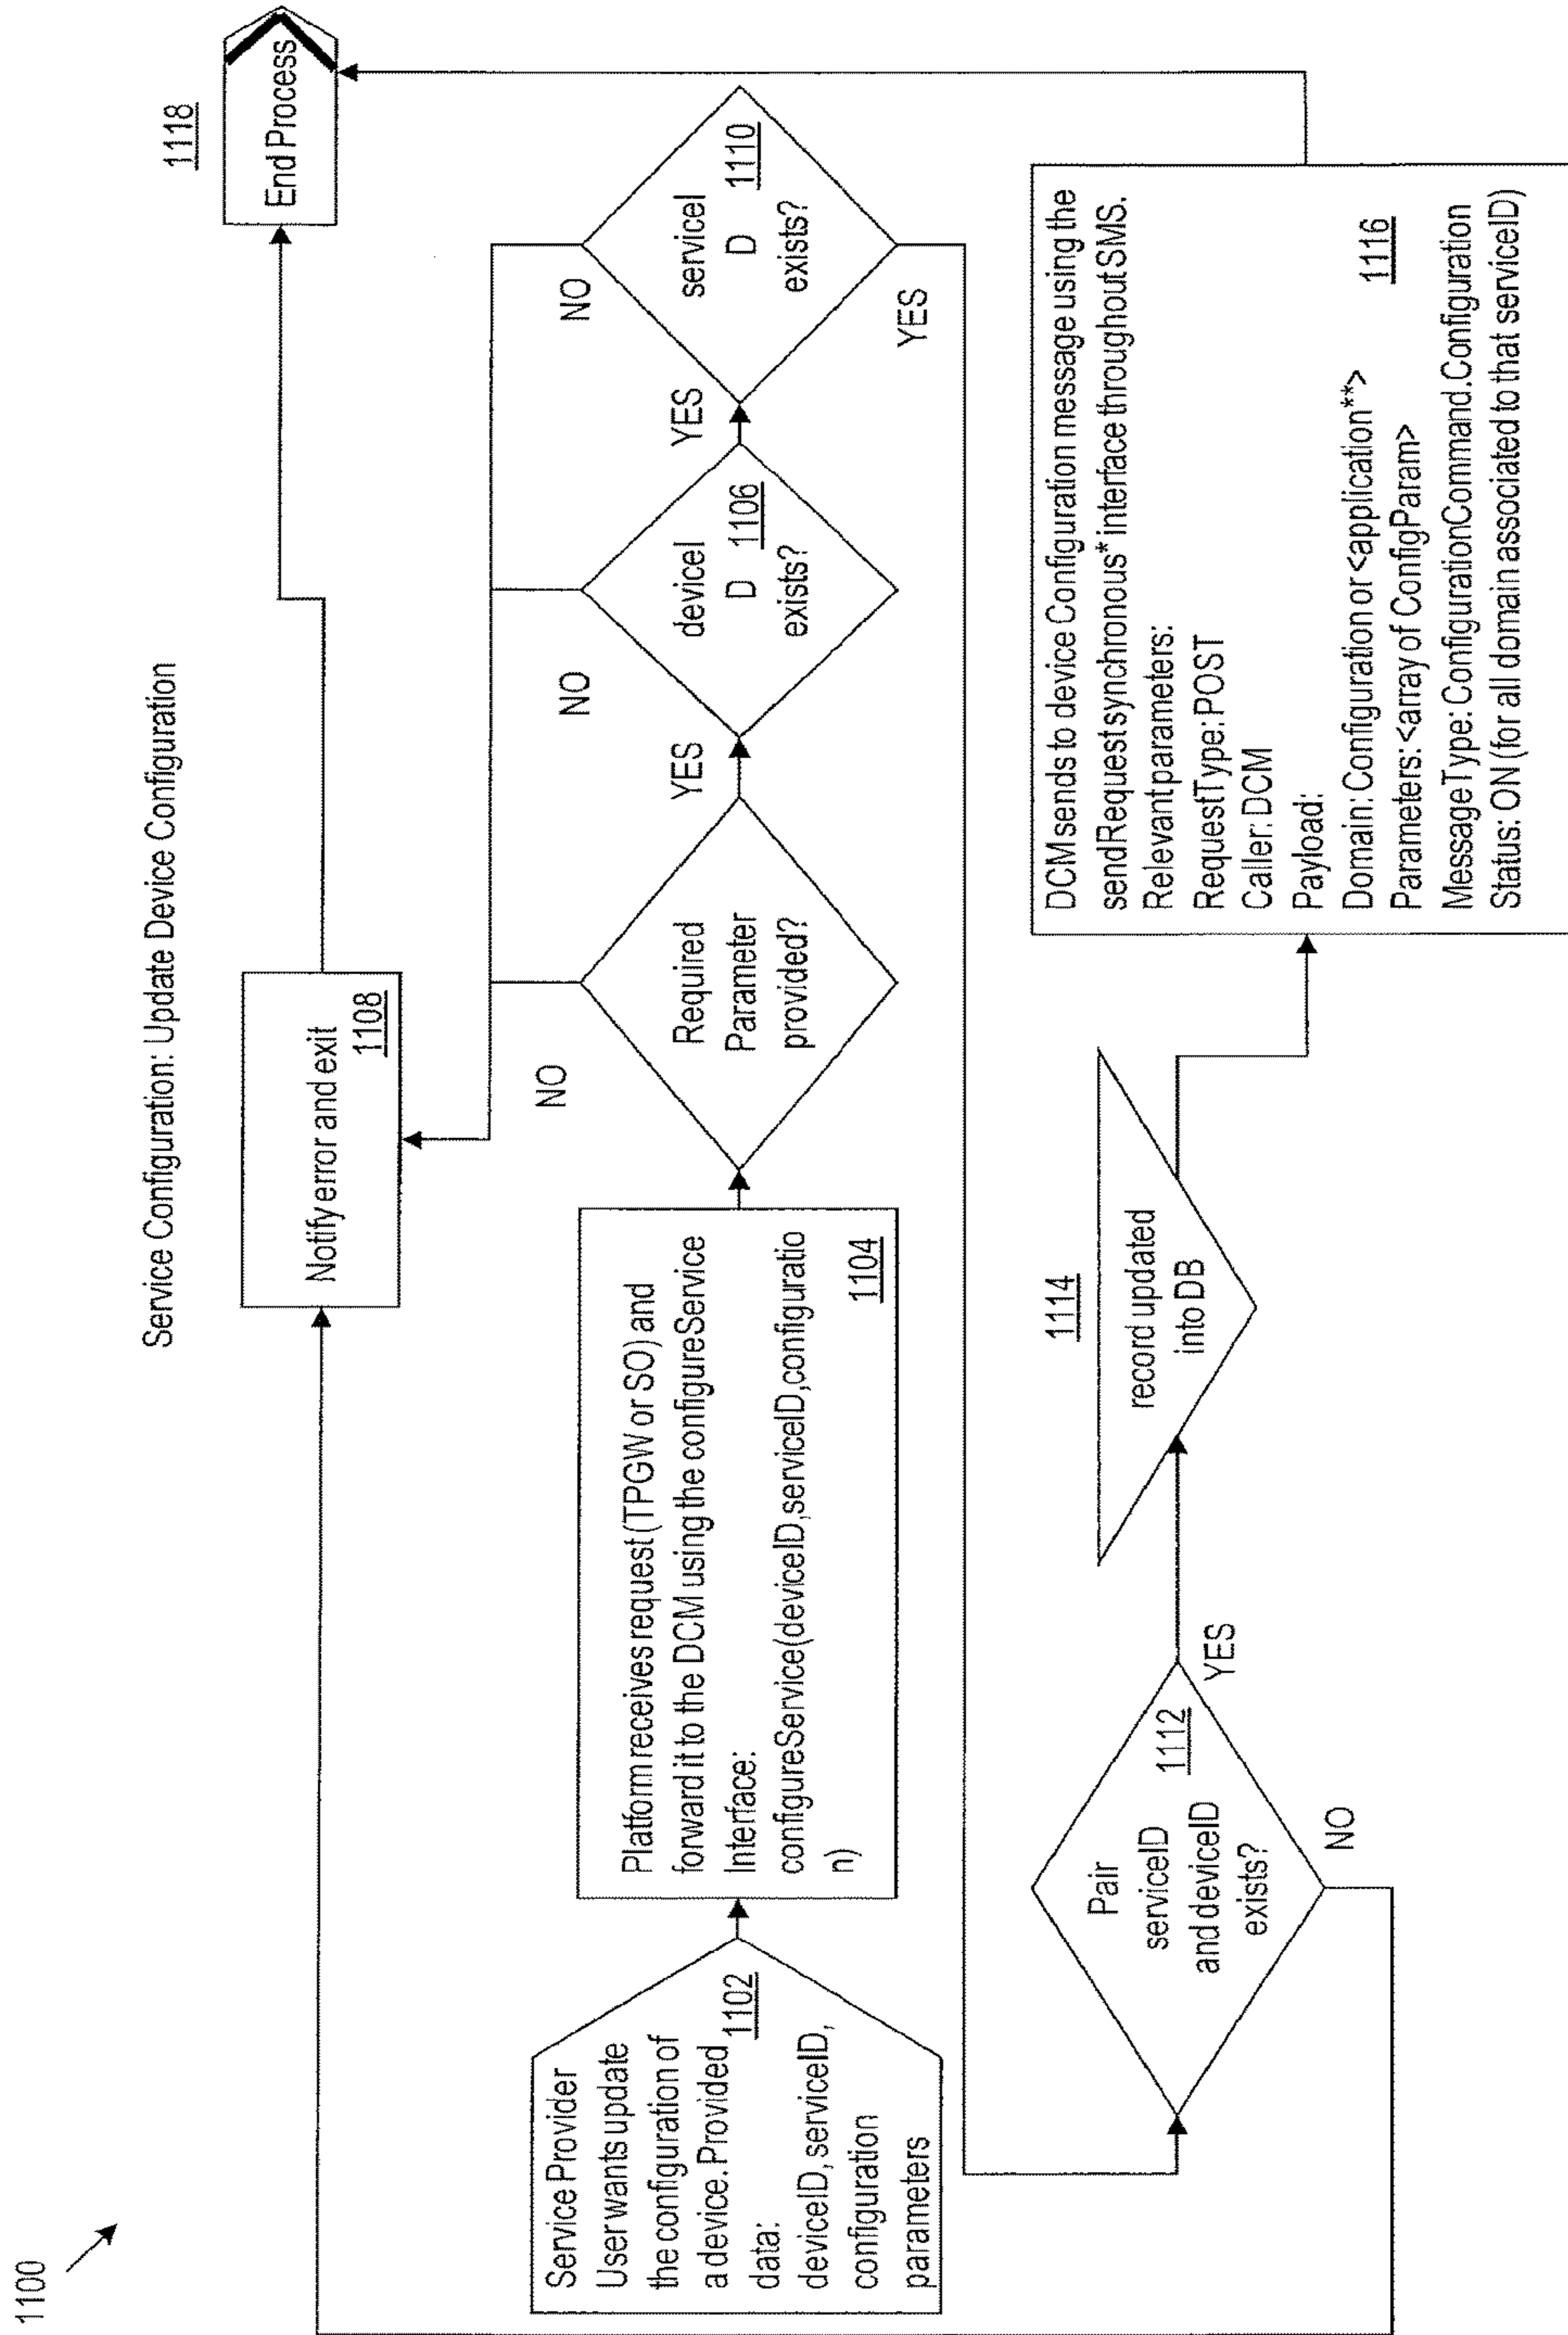 1100
Service Configuration: Update Device Configuration
Notify error and exit
1108
1118
End Process
Service Provider
User wants update
the configuration of
a device. Provided
1102
data:
deviceID, serviceID,
configuration
parameters
Platform receives request (TPGW or SO) and
forward it to the DCM using the configureService
Interface:
configureService(deviceID,serviceID,configuratio
n)
1104
Required
Parameter
provided?
NO
YES
deviceI
D 1106
exists?
NO
YES
serviceI
D 1110
exists?
NO
YES
Pair
serviceID
and deviceID
exists?
1112
YES
NO
1114
record updated
into DB
DCM sends to device Configuration message using the
sendRequest synchronous* interface throughout SMS.
Relevant parameters:
RequestType: POST
Caller: DCM
Payload:
Domain: Configuration or <application**>
Parameters: <array of ConfigParam>
1116
MessageType: ConfigurationCommand.Configuration
Status: ON (for all domain associated to that serviceID)